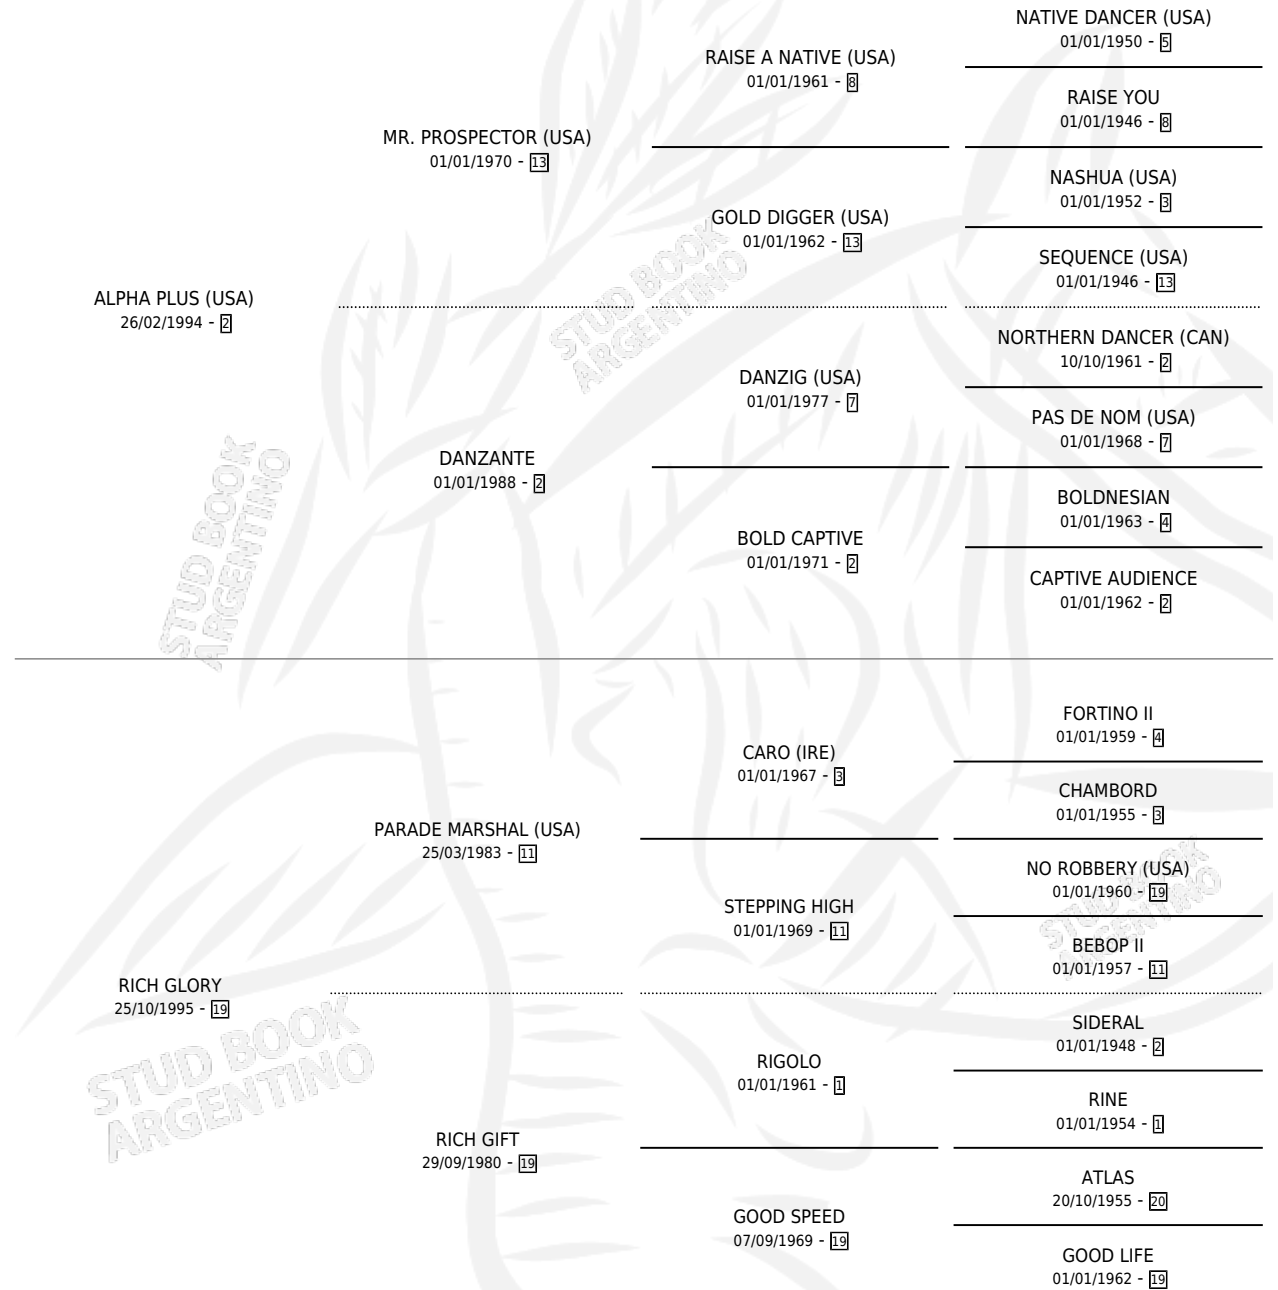 NATIVE DANCER (USA)
01/01/1950 - 5
RAISE A NATIVE (USA)
01/01/1961 - 8
RAISE YOU
01/01/1946 - 8
MR. PROSPECTOR (USA)
01/01/1970 - 13
NASHUA (USA)
01/01/1952 - 3
GOLD DIGGER (USA)
01/01/1962 - 13
SEQUENCE (USA)
01/01/1946 - 13
ALPHA PLUS (USA)
26/02/1994 - 2
STUD BOOK
ARGENTINO
NORTHERN DANCER (CAN)
10/10/1961 - 2
DANZIG (USA)
01/01/1977 - 7
PAS DE NOM (USA)
01/01/1968 - 7
DANZANTE
01/01/1988 - 2
BOLDNESIAN
01/01/1963 - 4
BOLD CAPTIVE
01/01/1971 - 2
CAPTIVE AUDIENCE
01/01/1962 - 2
STUD BOOK
ARGENTINO
FORTINO II
01/01/1959 - 4
CARO (IRE)
01/01/1967 - 3
CHAMBORD
01/01/1955 - 3
PARADE MARSHAL (USA)
25/03/1983 - 11
NO ROBBERY (USA)
01/01/1960 - 19
STEPPING HIGH
01/01/1969 - 11
BEBOP II
01/01/1957 - 11
STUD BOOK
ARGENTINO
RICH GLORY
25/10/1995 - 19
SIDERAL
01/01/1948 - 2
RIGOLO
01/01/1961 - 1
RINE
01/01/1954 - 1
STUD BOOK
ARGENTINO
RICH GIFT
29/09/1980 - 19
ATLAS
20/10/1955 - 20
GOOD SPEED
07/09/1969 - 19
GOOD LIFE
01/01/1962 - 19